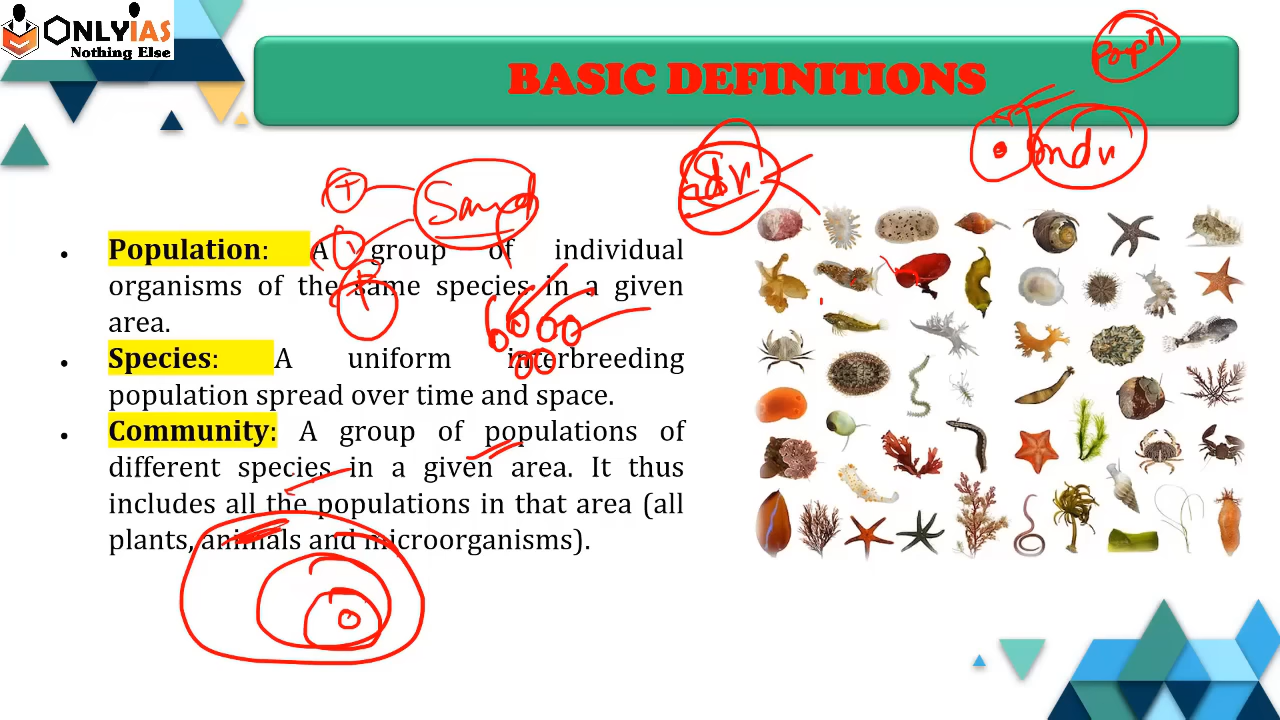 ONLYIAS
Nothing Else
BASIC DEFINITIONS
Popn
Indv
• Population: A group of individual
organisms of the same species in a given
area.
• Species: A uniform interbreeding
population spread over time and space.
• Community: A group of populations of
different species in a given area. It thus
includes all the populations in that area (all
plants, animals and microorganisms).